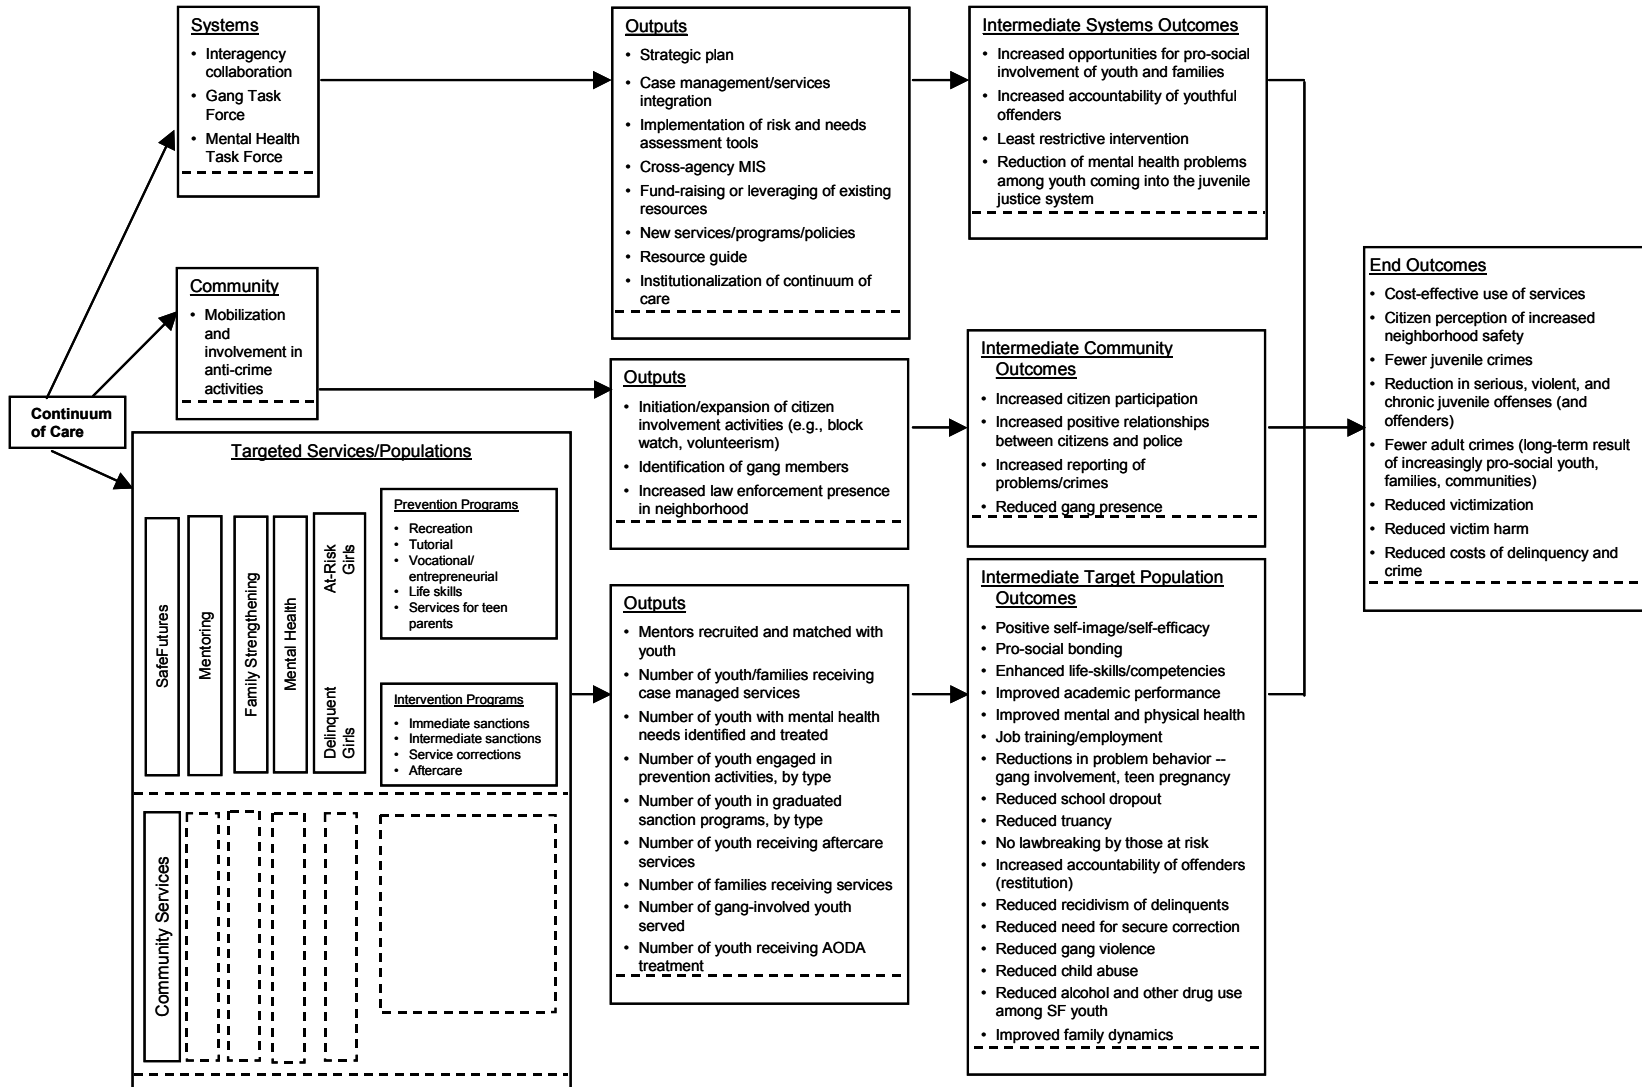 Systems
• Interagency
collaboration
• Gang Task
Force
• Mental Health
Task Force
Outputs
• Strategic plan
• Case management/services
integration
• Implementation of risk and needs
assessment tools
• Cross-agency MIS
• Fund-raising or leveraging of existing
resources
• New services/programs/policies
• Resource guide
• Institutionalization of continuum of
care
Intermediate Systems Outcomes
• Increased opportunities for pro-social
involvement of youth and families
• Increased accountability of youthful
offenders
• Least restrictive intervention
• Reduction of mental health problems
among youth coming into the juvenile
justice system
Community
• Mobilization
and
involvement in
anti-crime
activities
Continuum
of Care
Outputs
• Initiation/expansion of citizen
involvement activities (e.g., block
watch, volunteerism)
• Identification of gang members
• Increased law enforcement presence
in neighborhood
Intermediate Community
Outcomes
• Increased citizen participation
• Increased positive relationships
between citizens and police
• Increased reporting of
problems/crimes
• Reduced gang presence
End Outcomes
• Cost-effective use of services
• Citizen perception of increased
neighborhood safety
• Fewer juvenile crimes
• Reduction in serious, violent, and
chronic juvenile offenses (and
offenders)
• Fewer adult crimes (long-term result
of increasingly pro-social youth,
families, communities)
• Reduced victimization
• Reduced victim harm
• Reduced costs of delinquency and
crime
Targeted Services/Populations
SafeFutures
Mentoring
Family Strengthening
Mental Health
At-Risk
Girls
Delinquent
Girls
Prevention Programs
• Recreation
• Tutorial
• Vocational/
entrepreneurial
• Life skills
• Services for teen
parents
Intervention Programs
• Immediate sanctions
• Intermediate sanctions
• Service corrections
• Aftercare
Community Services
Outputs
• Mentors recruited and matched with
youth
• Number of youth/families receiving
case managed services
• Number of youth with mental health
needs identified and treated
• Number of youth engaged in
prevention activities, by type
• Number of youth in graduated
sanction programs, by type
• Number of youth receiving aftercare
services
• Number of families receiving services
• Number of gang-involved youth
served
• Number of youth receiving AODA
treatment
Intermediate Target Population
Outcomes
• Positive self-image/self-efficacy
• Pro-social bonding
• Enhanced life-skills/competencies
• Improved academic performance
• Improved mental and physical health
• Job training/employment
• Reductions in problem behavior --
gang involvement, teen pregnancy
• Reduced school dropout
• Reduced truancy
• No lawbreaking by those at risk
• Increased accountability of offenders
(restitution)
• Reduced recidivism of delinquents
• Reduced need for secure correction
• Reduced gang violence
• Reduced child abuse
• Reduced alcohol and other drug use
among SF youth
• Improved family dynamics